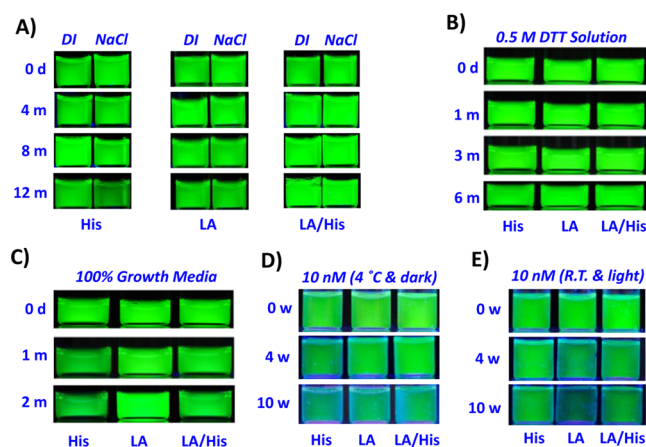 A)
DI NaCl DI NaCl DI NaCl
0 d
4 m
8 m
12 m
His LA LA/His
B)
0.5 M DTT Solution
0 d
1 m
3 m
6 m
His LA LA/His
C)
100% Growth Media
0 d
1 m
2 m
His LA LA/His
D)
10 nM (4 ˚C & dark)
0 w
4 w
10 w
His LA LA/His
E)
10 nM (R.T. & light)
0 w
4 w
10 w
His LA LA/His